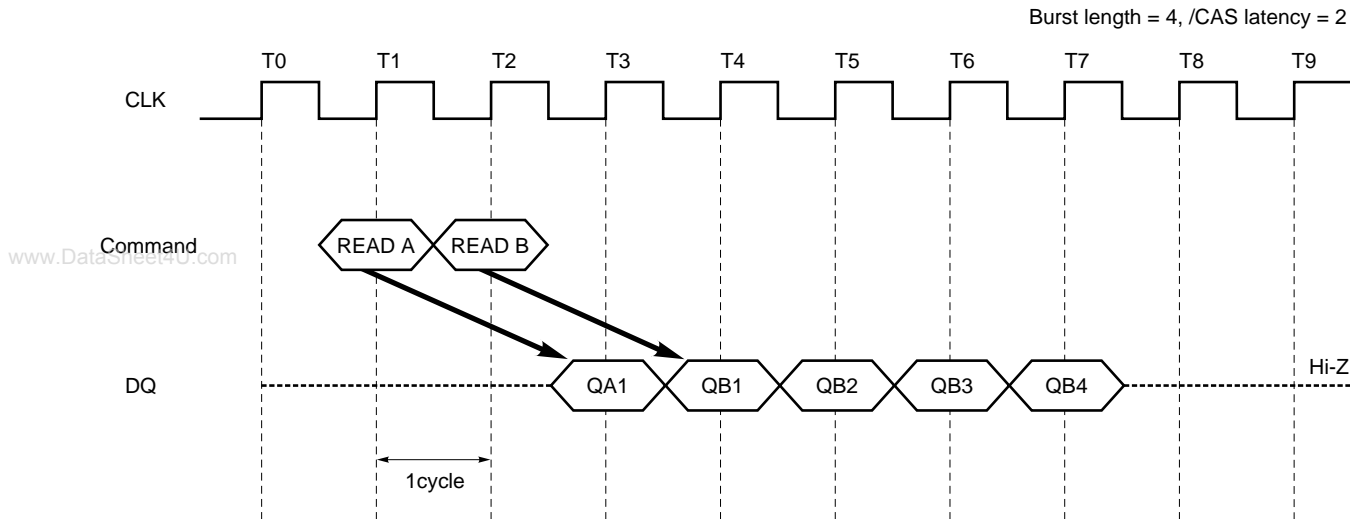 Burst length = 4, /CAS latency = 2
T0 T1 T2 T3 T4 T5 T6 T7 T8 T9
CLK
Command READ A READ B
www.DataSheet4U.com
DQ QA1 QB1 QB2 QB3 QB4 Hi-Z
1cycle